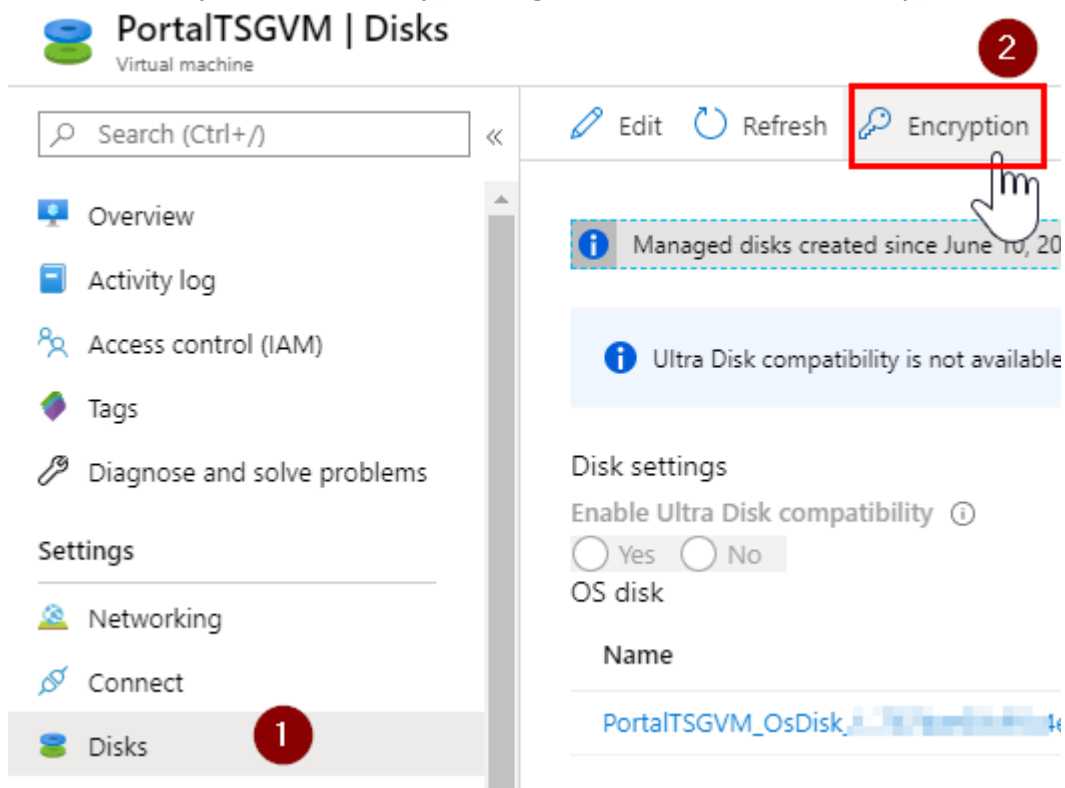 PortalTSGVM | Disks
Virtual machine
2
Search (Ctrl+/)
«
Edit
Refresh
Encryption
Overview
Activity log
Access control (IAM)
Tags
Diagnose and solve problems
Settings
Networking
Connect
Disks
1
Managed disks created since June 10, 20
Ultra Disk compatibility is not available
Disk settings
Enable Ultra Disk compatibility
Yes No
OS disk
Name
PortalTSGVM_OsDisk_